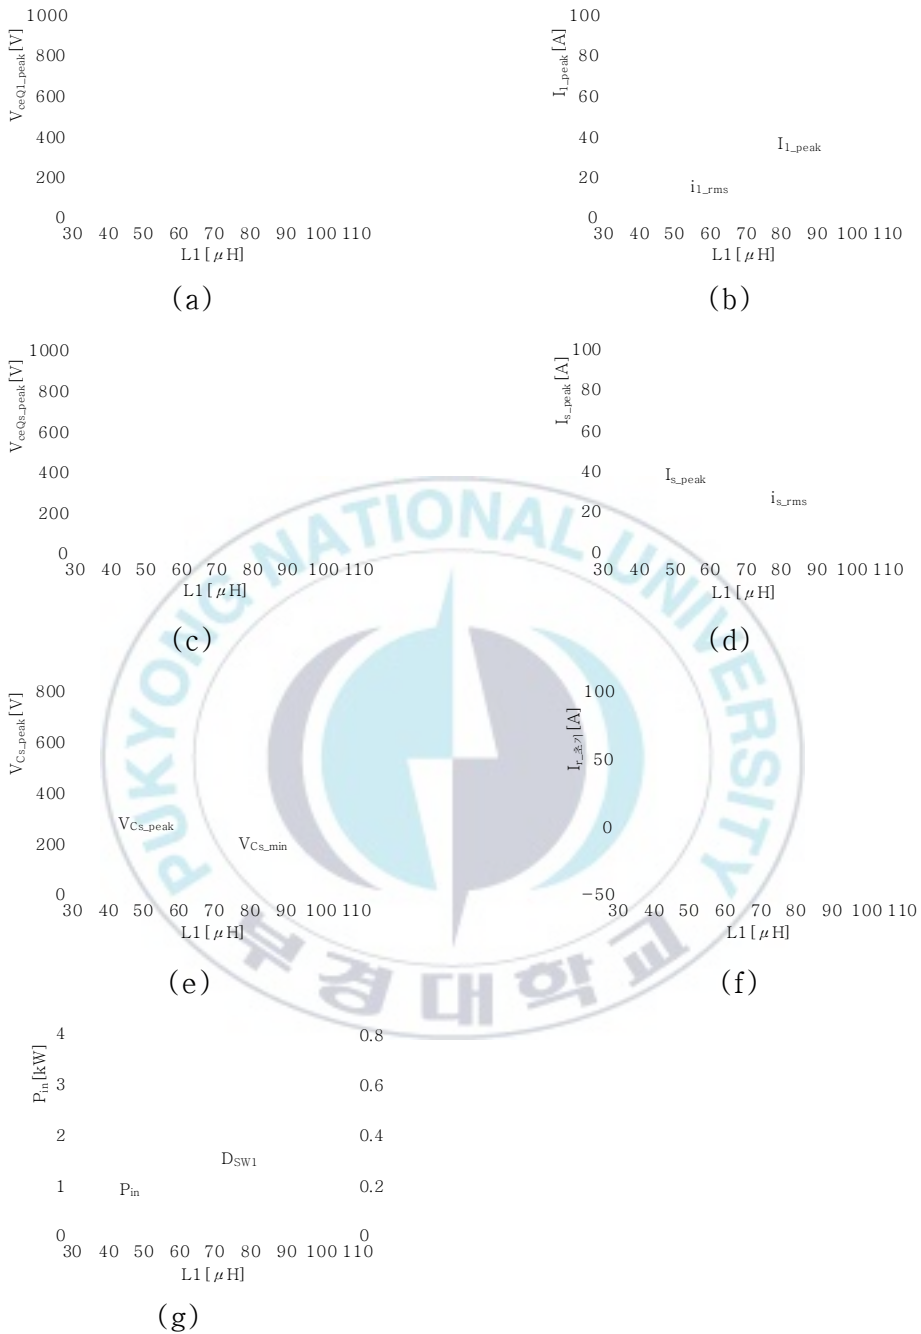 1000
800
600
400
200
0
V_ceQ1_peak[V]
30 40 50 60 70 80 90 100 110
L1[μH]
(a)
100
80
60
40
20
0
I_1_peak[A]
I_1_peak
i_1_rms
30 40 50 60 70 80 90 100 110
L1[μH]
(b)
1000
800
600
400
200
0
V_ceQs_peak[V]
30 40 50 60 70 80 90 100 110
L1[μH]
(c)
100
80
60
40
20
0
I_s_peak[A]
I_s_peak
i_s_rms
30 40 50 60 70 80 90 100 110
L1[μH]
(d)
800
600
400
200
0
V_Cs_peak[V]
V_Cs_peak
V_Cs_min
30 40 50 60 70 80 90 100 110
L1[μH]
(e)
100
50
0
−50
I_r_초기[A]
30 40 50 60 70 80 90 100 110
L1[μH]
(f)
4
3
2
1
0
P_in[kW]
0.8
0.6
0.4
0.2
0
D_SW1
P_in
30 40 50 60 70 80 90 100 110
L1[μH]
(g)
PUKYONG NATIONAL UNIVERSITY
부경대학교